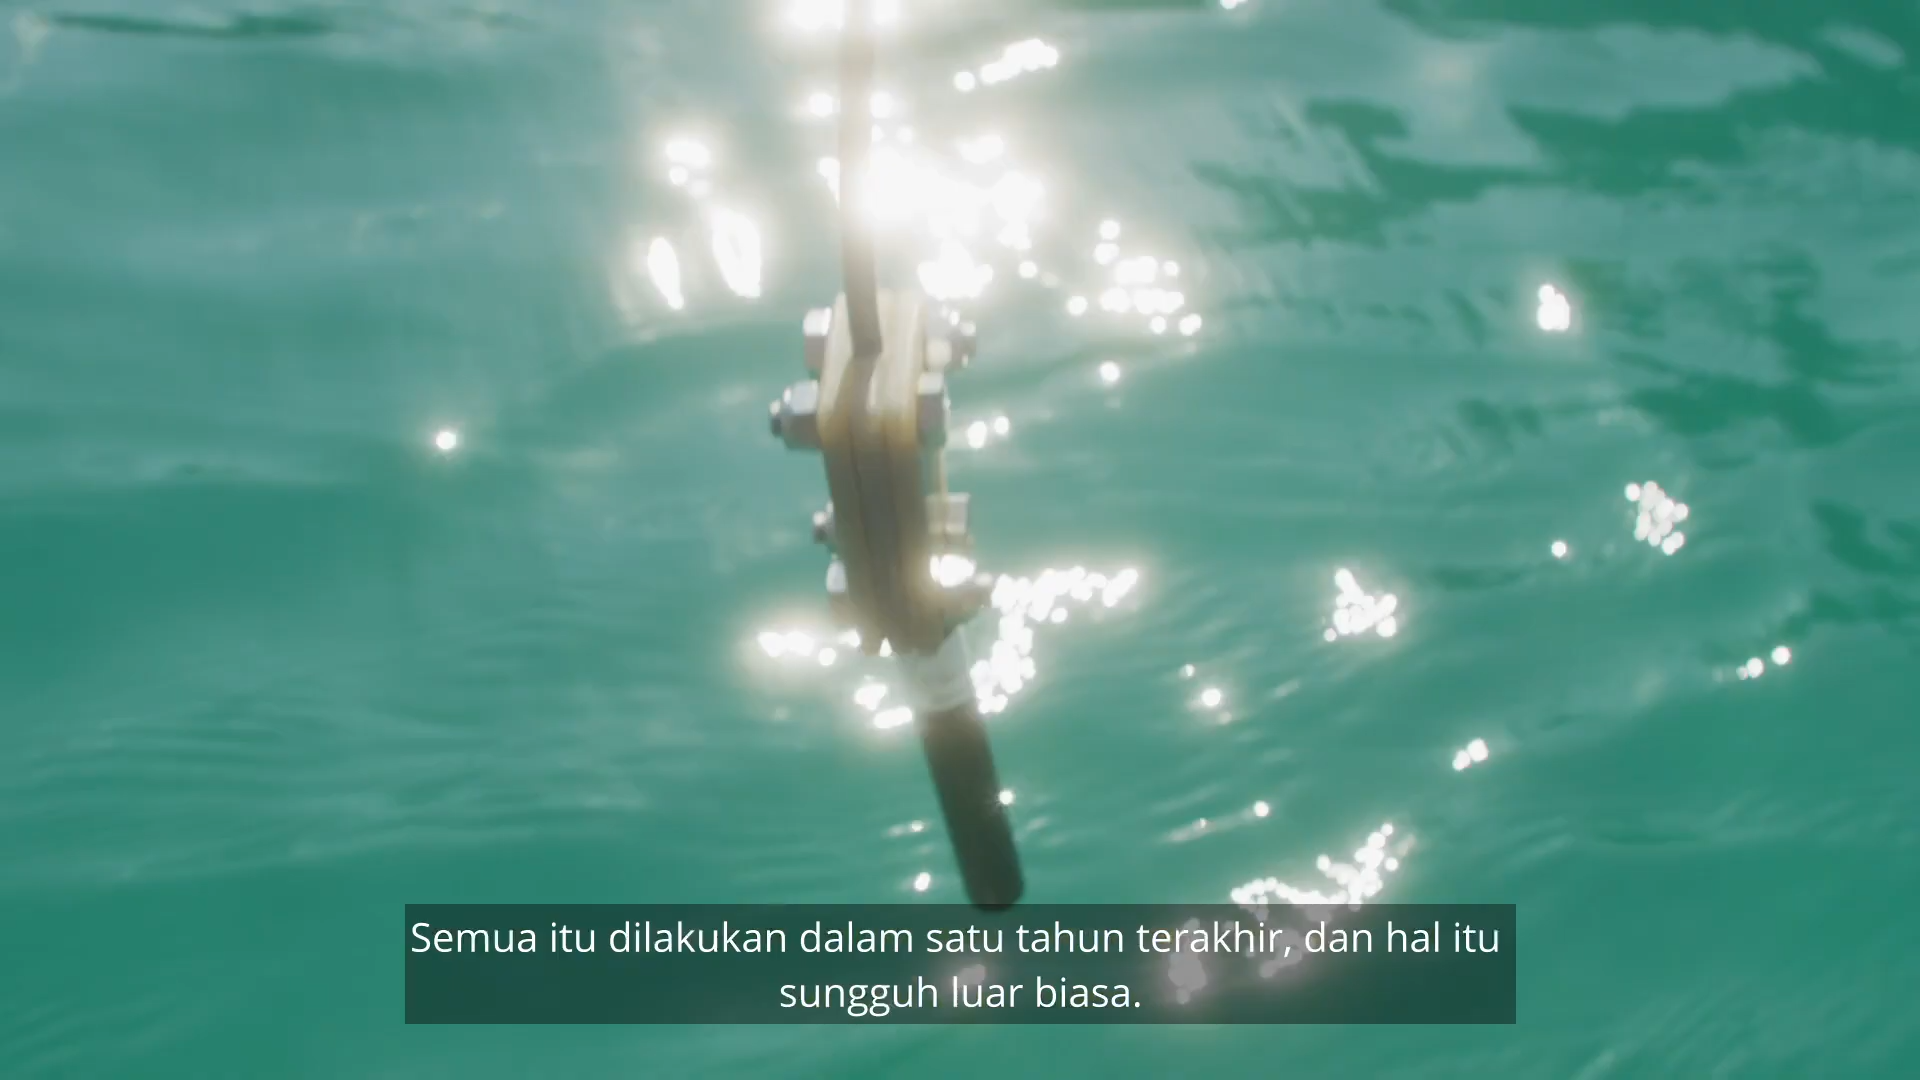 Semua itu dilakukan dalam satu tahun terakhir, dan hal itu
sungguh luar biasa.